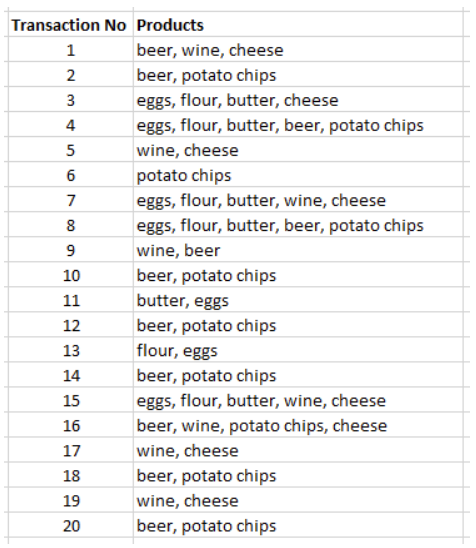 Transaction No Products
1 beer, wine, cheese
2 beer, potato chips
3 eggs, flour, butter, cheese
4 eggs, flour, butter, beer, potato chips
5 wine, cheese
6 potato chips
7 eggs, flour, butter, wine, cheese
8 eggs, flour, butter, beer, potato chips
9 wine, beer
10 beer, potato chips
11 butter, eggs
12 beer, potato chips
13 flour, eggs
14 beer, potato chips
15 eggs, flour, butter, wine, cheese
16 beer, wine, potato chips, cheese
17 wine, cheese
18 beer, potato chips
19 wine, cheese
20 beer, potato chips